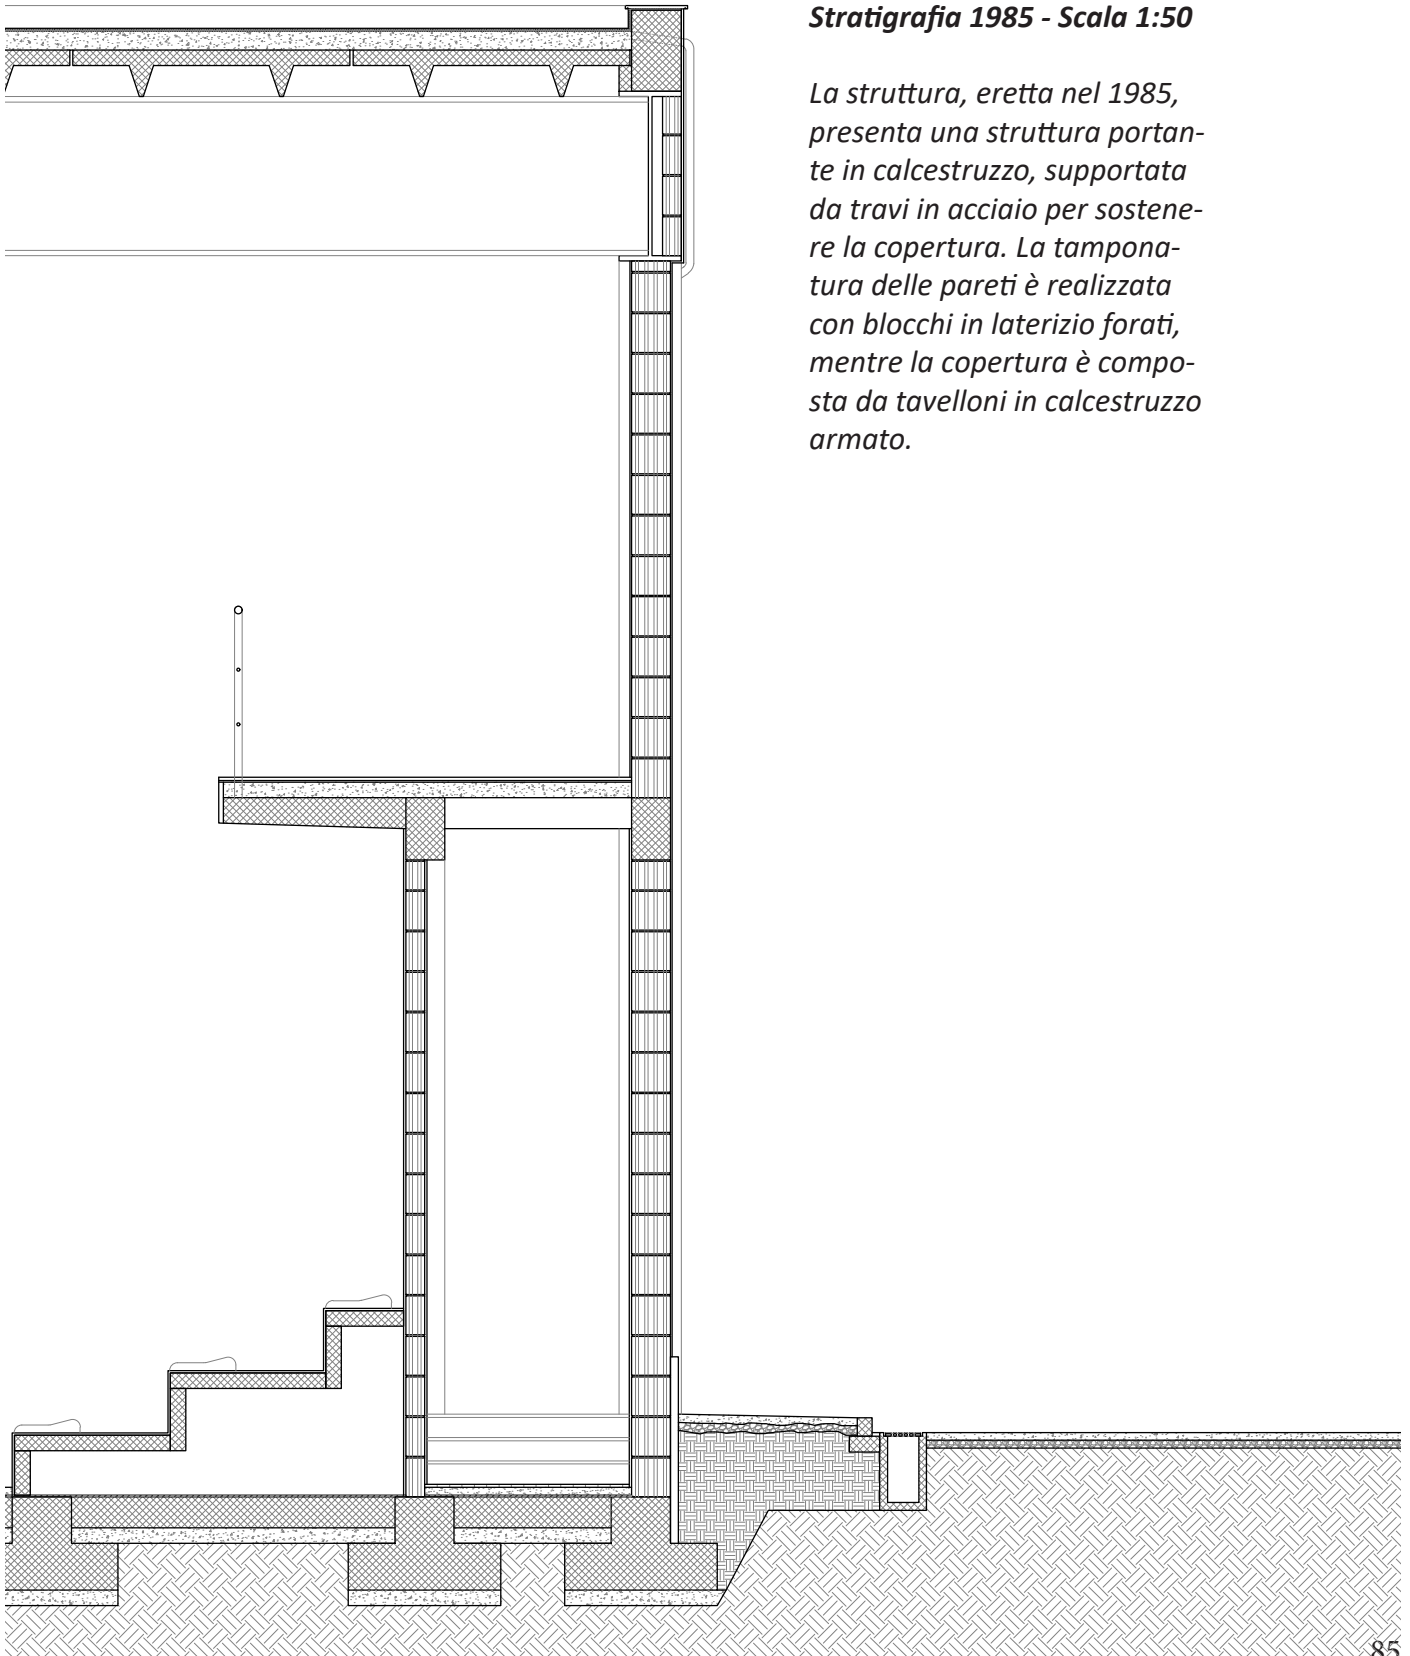 Stratigrafia 1985 - Scala 1:50
La struttura, eretta nel 1985,
presenta una struttura portan-
te in calcestruzzo, supportata
da travi in acciaio per sostene-
re la copertura. La tampona-
tura delle pareti è realizzata
con blocchi in laterizio forati,
mentre la copertura è compo-
sta da tavelloni in calcestruzzo
armato.
85